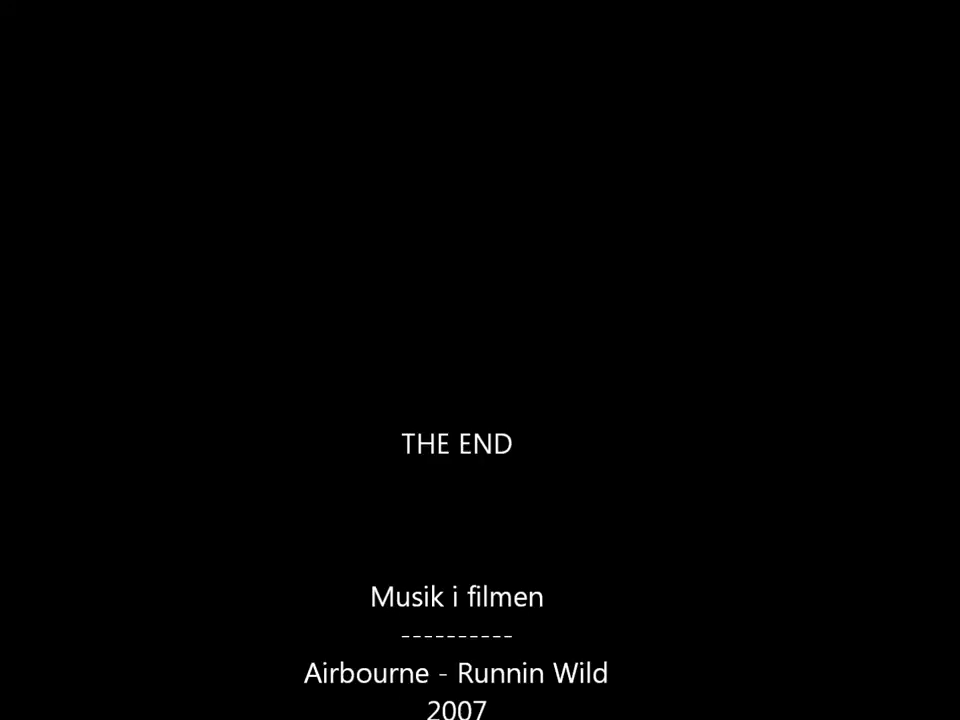 THE END
Musik i filmen
----------
Airbourne - Runnin Wild
2007